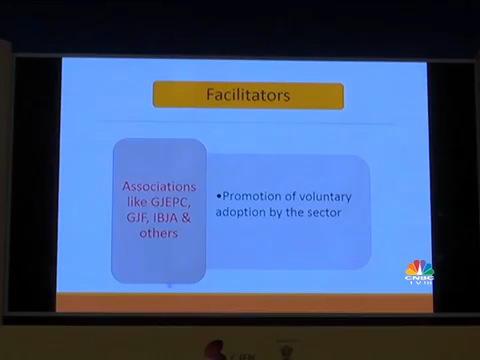 Facilitators
Associations
like GJEPC,
GJF, IBJA &
others
•Promotion of voluntary
adoption by the sector
CNBC
TV18